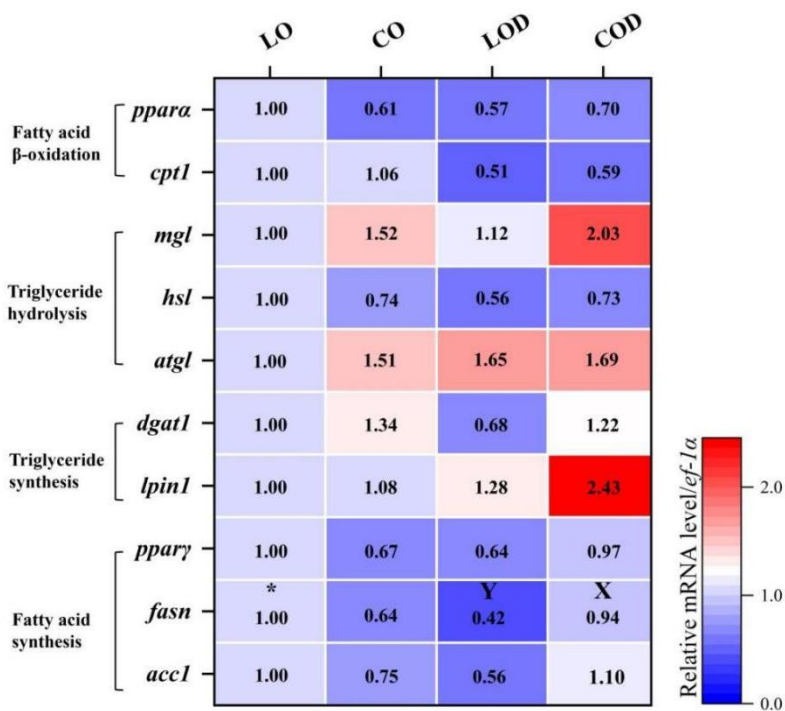 LO CO LOD COD
Fatty acid
β-oxidation
pparα 1.00 0.61 0.57 0.70
cpt1 1.00 1.06 0.51 0.59
Triglyceride
hydrolysis
mgl 1.00 1.52 1.12 2.03
hsl 1.00 0.74 0.56 0.73
atgl 1.00 1.51 1.65 1.69
Triglyceride
synthesis
dgat1 1.00 1.34 0.68 1.22
lpin1 1.00 1.08 1.28 2.43
Fatty acid
synthesis
pparγ 1.00 0.67 0.64 0.97
* Y X
fasn 1.00 0.64 0.42 0.94
acc1 1.00 0.75 0.56 1.10
Relative mRNA level/ef-1α
2.0
1.0
0.0